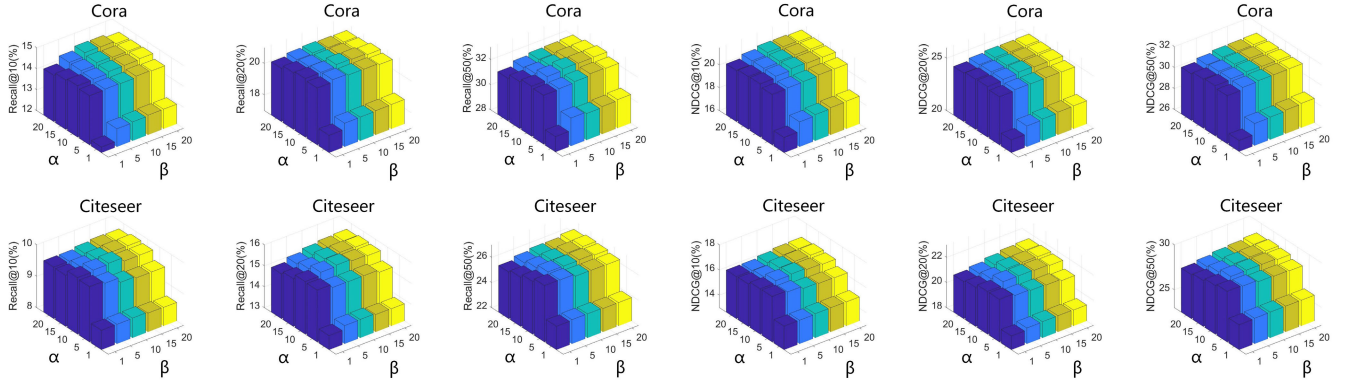 Cora
Recall@10(%)
15
14
13
12
20 15 10 5 1
α
1 5 10 15 20
β
Cora
Recall@20(%)
20
18
20 15 10 5 1
α
1 5 10 15 20
β
Cora
Recall@50(%)
32
30
28
20 15 10 5 1
α
1 5 10 15 20
β
Cora
NDCG@10(%)
20
18
16
20 15 10 5 1
α
1 5 10 15 20
β
Cora
NDCG@20(%)
25
20
20 15 10 5 1
α
1 5 10 15 20
β
Cora
NDCG@50(%)
32
30
28
26
20 15 10 5 1
α
1 5 10 15 20
β
Citeseer
Recall@10(%)
10
9
8
20 15 10 5 1
α
1 5 10 15 20
β
Citeseer
Recall@20(%)
16
15
14
13
20 15 10 5 1
α
1 5 10 15 20
β
Citeseer
Recall@50(%)
26
24
22
20 15 10 5 1
α
1 5 10 15 20
β
Citeseer
NDCG@10(%)
18
16
14
20 15 10 5 1
α
1 5 10 15 20
β
Citeseer
NDCG@20(%)
22
20
18
20 15 10 5 1
α
1 5 10 15 20
β
Citeseer
NDCG@50(%)
30
25
20 15 10 5 1
α
1 5 10 15 20
β